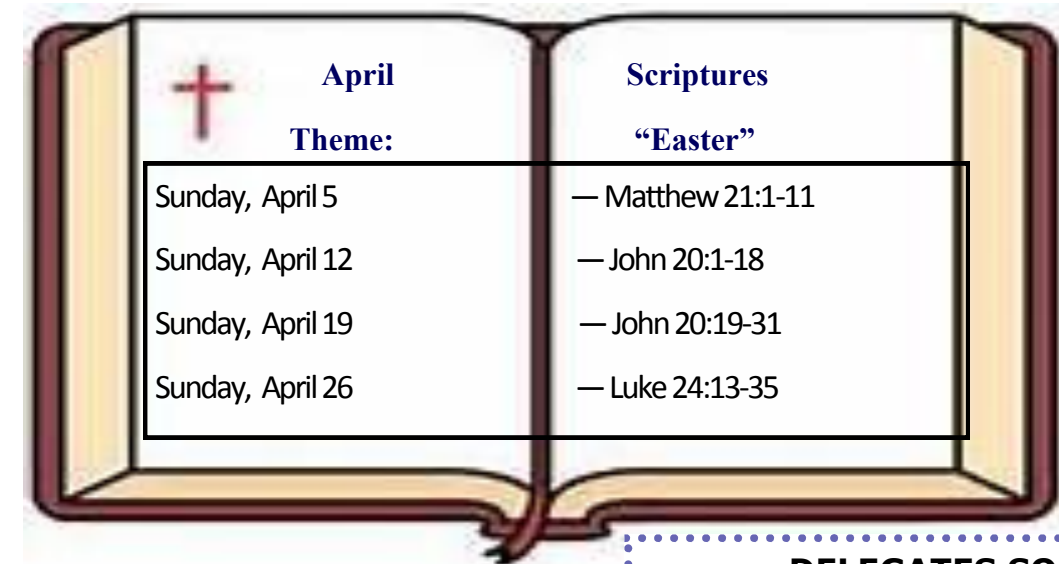 April Scriptures
Theme: “Easter”
Sunday, April 5 — Matthew 21:1-11
Sunday, April 12 — John 20:1-18
Sunday, April 19 — John 20:19-31
Sunday, April 26 — Luke 24:13-35